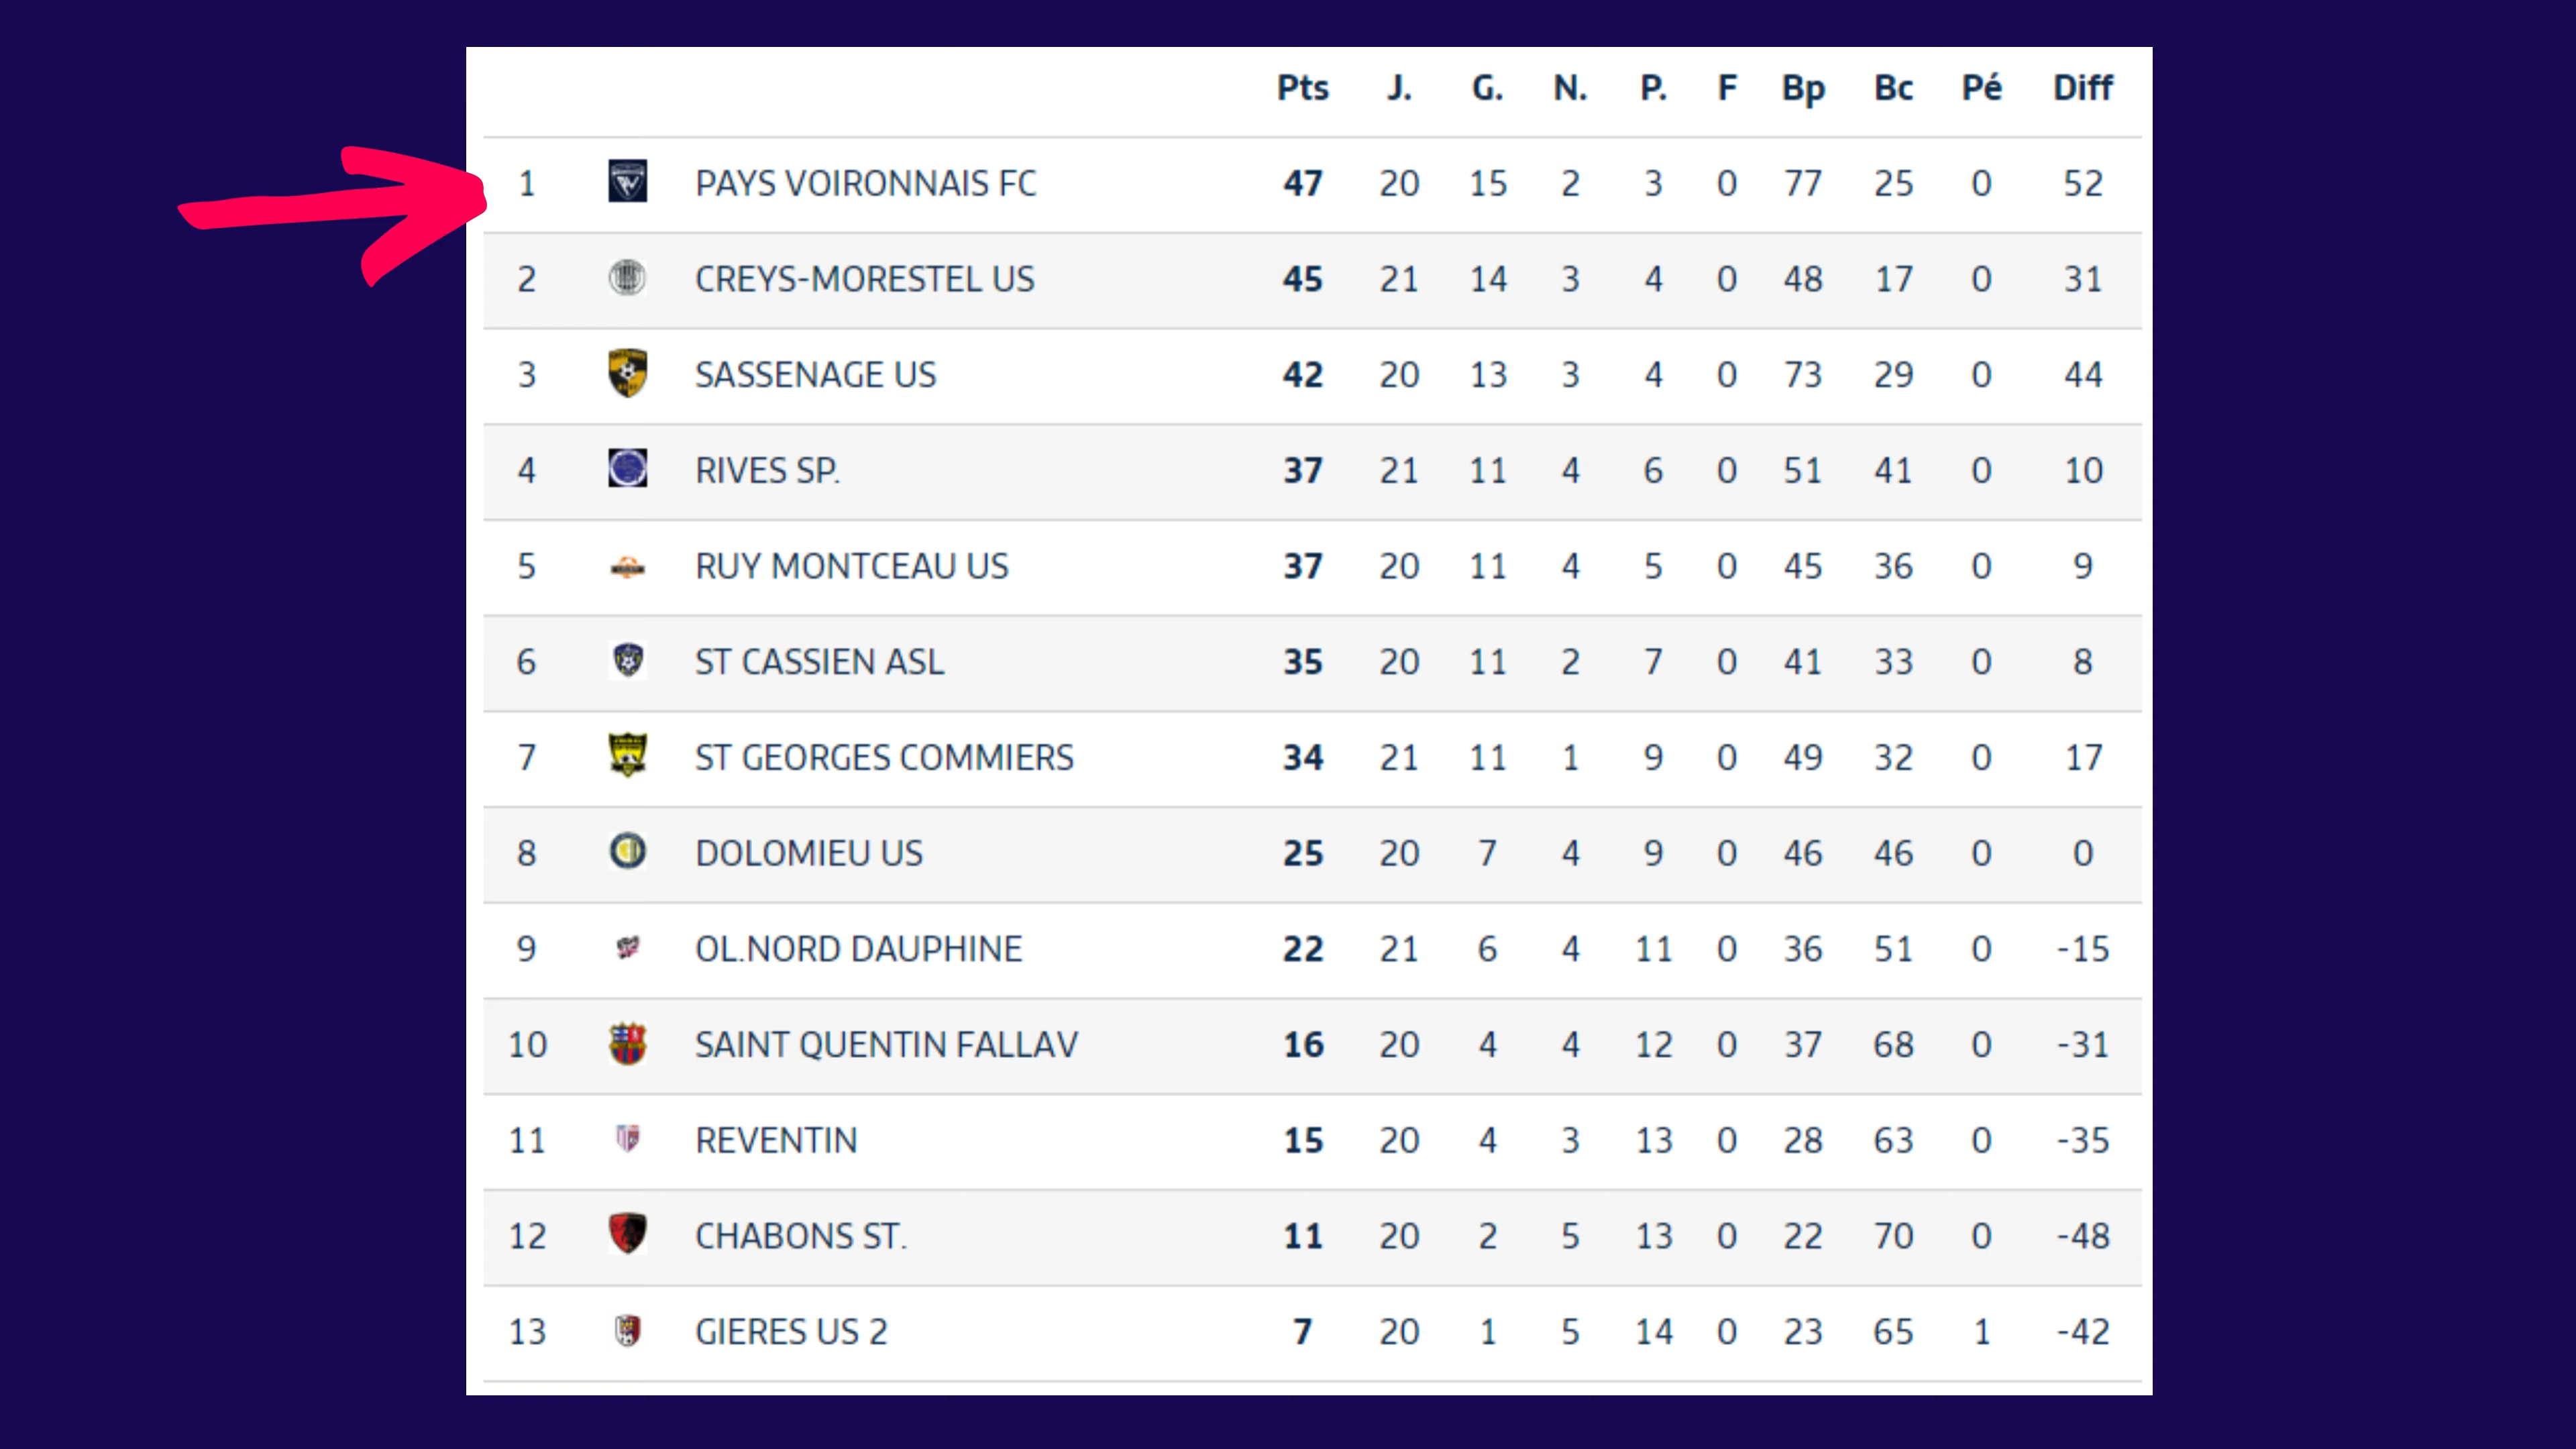 Pts J. G. N. P. F Bp Bc Pé Diff
1 PAYS VOIRONNAIS FC 47 20 15 2 3 0 77 25 0 52
2 CREYS-MORESTEL US 45 21 14 3 4 0 48 17 0 31
3 SASSENAGE US 42 20 13 3 4 0 73 29 0 44
4 RIVES SP. 37 21 11 4 6 0 51 41 0 10
5 RUY MONTCEAU US 37 20 11 4 5 0 45 36 0 9
6 ST CASSIEN ASL 35 20 11 2 7 0 41 33 0 8
7 ST GEORGES COMMIERS 34 21 11 1 9 0 49 32 0 17
8 DOLOMIEU US 25 20 7 4 9 0 46 46 0 0
9 OL.NORD DAUPHINE 22 21 6 4 11 0 36 51 0 -15
10 SAINT QUENTIN FALLAV 16 20 4 4 12 0 37 68 0 -31
11 REVENTIN 15 20 4 3 13 0 28 63 0 -35
12 CHABONS ST. 11 20 2 5 13 0 22 70 0 -48
13 GIERES US 2 7 20 1 5 14 0 23 65 1 -42